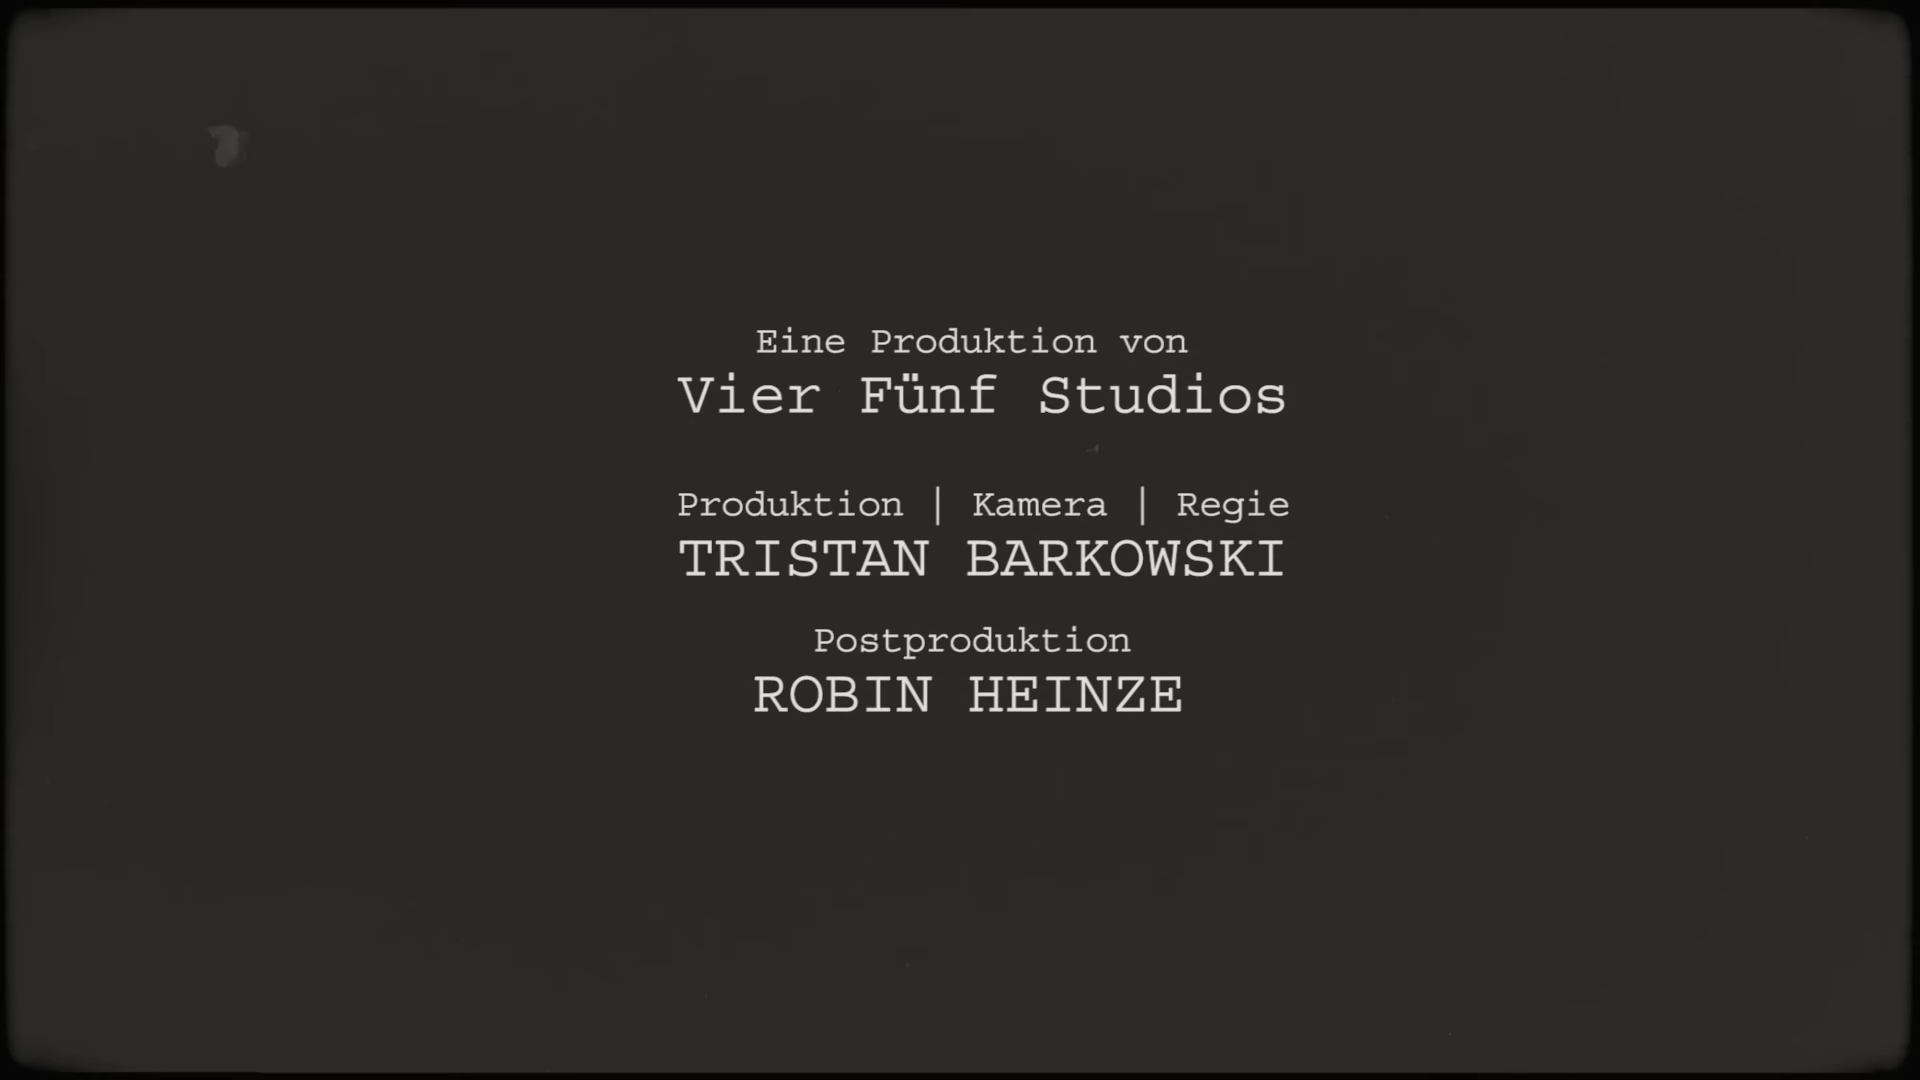 Eine Produktion von
Vier Fünf Studios
Produktion | Kamera | Regie
TRISTAN BARKOWSKI
Postproduktion
ROBIN HEINZE